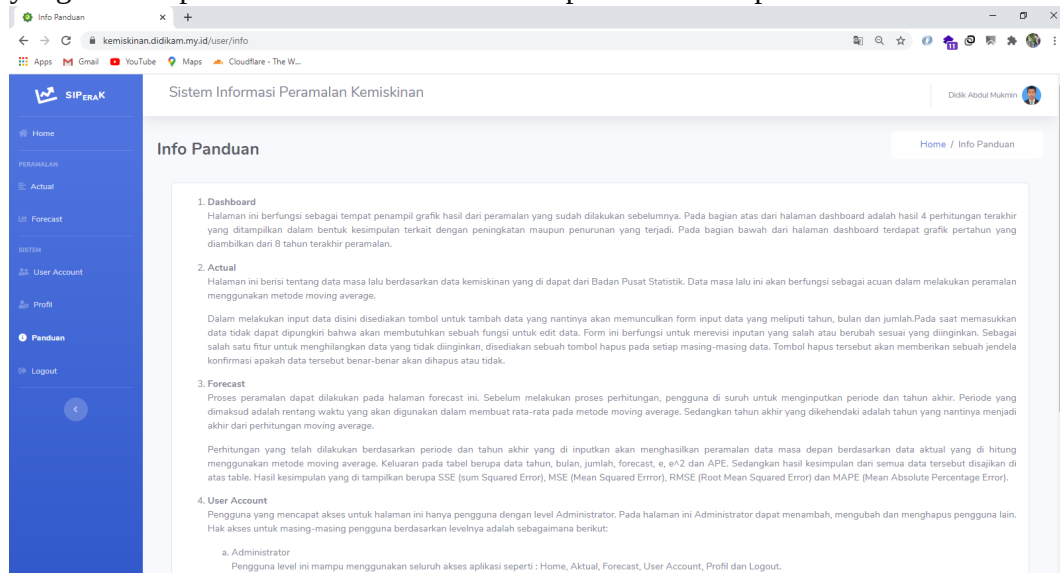 Info Panduan
kemiskinan.didikam.my.id/user/info
11
Apps Gmail YouTube Maps Cloudflare - The W...
SIPERAK
Sistem Informasi Peramalan Kemiskinan
Didik Abdul Mukmin
Home
PERAMALAN
Actual
Forecast
SISTEM
User Account
Profil
Panduan
Logout
Info Panduan
Home / Info Panduan
1. Dashboard
Halaman ini berfungsi sebagai tempat penampil grafik hasil dari peramalan yang sudah dilakukan sebelumnya. Pada bagian atas dari halaman dashboard adalah hasil 4 perhitungan terakhir
yang ditampilkan dalam bentuk kesimpulan terkait dengan peningkatan maupun penurunan yang terjadi. Pada bagian bawah dari halaman dashboard terdapat grafik pertahun yang
diambilkan dari 8 tahun terakhir peramalan.
2. Actual
Halaman ini berisi tentang data masa lalu berdasarkan data kemiskinan yang di dapat dari Badan Pusat Statistik. Data masa lalu ini akan berfungsi sebagai acuan dalam melakukan peramalan
menggunakan metode moving average.
Dalam melakukan input data disini disediakan tombol untuk tambah data yang nantinya akan memunculkan form input data yang meliputi tahun, bulan dan jumlah.Pada saat memasukkan
data tidak dapat dipungkiri bahwa akan membutuhkan sebuah fungsi untuk edit data. Form ini berfungsi untuk merevisi inputan yang salah atau berubah sesuai yang diinginkan. Sebagai
salah satu fitur untuk menghilangkan data yang tidak diinginkan, disediakan sebuah tombol hapus pada setiap masing-masing data. Tombol hapus tersebut akan memberikan sebuah jendela
konfirmasi apakah data tersebut benar-benar akan dihapus atau tidak.
3. Forecast
Proses peramalan dapat dilakukan pada halaman forecast ini. Sebelum melakukan proses perhitungan, pengguna di suruh untuk menginputkan periode dan tahun akhir. Periode yang
dimaksud adalah rentang waktu yang akan digunakan dalam membuat rata-rata pada metode moving average. Sedangkan tahun akhir yang dikehendaki adalah tahun yang nantinya menjadi
akhir dari perhitungan moving average.
Perhitungan yang telah dilakukan berdasarkan periode dan tahun akhir yang di inputkan akan menghasilkan peramalan data masa depan berdasarkan data aktual yang di hitung
menggunakan metode moving average. Keluaran pada tabel berupa data tahun, bulan, jumlah, forecast, e, e^2 dan APE. Sedangkan hasil kesimpulan dari semua data tersebut disajikan di
atas table. Hasil kesimpulan yang di tampilkan berupa SSE (sum Squared Error), MSE (Mean Squared Errror), RMSE (Root Mean Squared Error) dan MAPE (Mean Absolute Percentage Error).
4. User Account
Pengguna yang mencapat akses untuk halaman ini hanya pengguna dengan level Administrator. Pada halaman ini Administrator dapat menambah, mengubah dan menghapus pengguna lain.
Hak akses untuk masing-masing pengguna berdasarkan levelnya adalah sebagaimana berikut:
a. Administrator
Pengguna level ini mampu menggunakan seluruh akses aplikasi seperti : Home, Aktual, Forecast, User Account, Profil dan Logout.